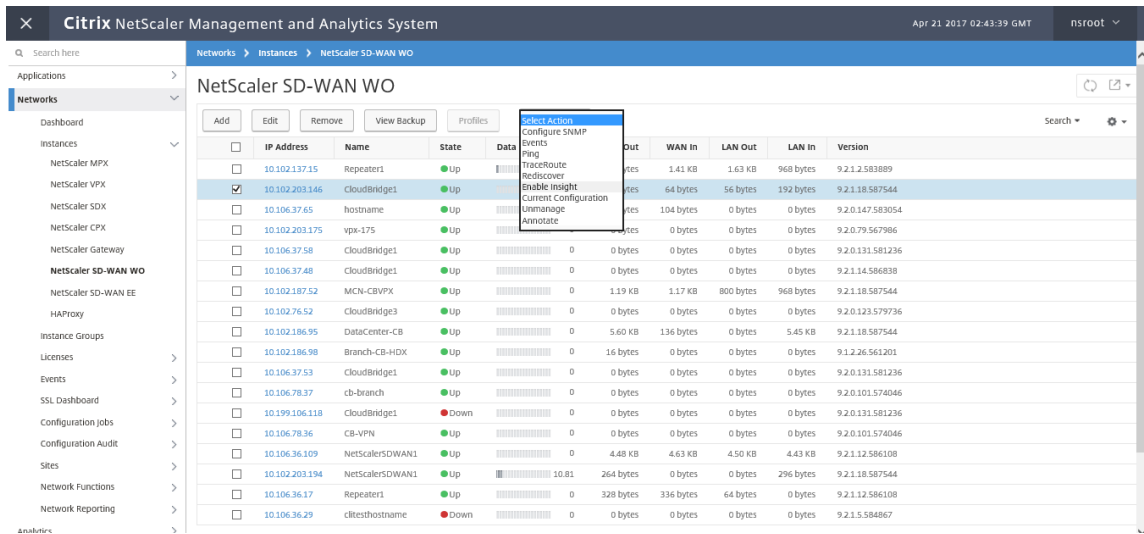 Citrix NetScaler Management and Analytics System
Apr 21 2017 02:43:39 GMT
nsroot
Search here
Networks > Instances > NetScaler SD-WAN WO
Applications
Networks
Dashboard
Instances
NetScaler MPX
NetScaler VPX
NetScaler SDX
NetScaler CPX
NetScaler Gateway
NetScaler SD-WAN WO
NetScaler SD-WAN EE
HAProxy
Instance Groups
Licenses
Events
SSL Dashboard
Configuration Jobs
Configuration Audit
Sites
Network Functions
Network Reporting
Analytics
NetScaler SD-WAN WO
Add Edit Remove View Backup Profiles
Search
Select Action
Configure SNMP
Events
Ping
TraceRoute
Rediscover
Enable Insight
Current Configuration
Unmanage
Annotate
IP Address Name State Data Out WAN In LAN Out LAN In Version
10.102.137.15 Repeater1 Up bytes 1.41 KB 1.63 KB 968 bytes 9.2.1.2.583889
10.102.203.146 CloudBridge1 Up bytes 64 bytes 56 bytes 192 bytes 9.2.1.18.587544
10.106.37.65 hostname Up bytes 104 bytes 0 bytes 0 bytes 9.2.0.147.583054
10.102.203.175 vpx-175 Up bytes 0 bytes 0 bytes 0 bytes 9.2.0.79.567986
10.106.37.58 CloudBridge1 Up 0 0 bytes 0 bytes 0 bytes 0 bytes 9.2.0.131.581236
10.106.37.48 CloudBridge1 Up 0 0 bytes 0 bytes 0 bytes 0 bytes 9.2.1.14.586838
10.102.187.52 MCN-CBVPX Up 0 1.19 KB 1.17 KB 800 bytes 968 bytes 9.2.1.18.587544
10.102.76.52 CloudBridge3 Up 0 0 bytes 0 bytes 0 bytes 0 bytes 9.2.0.123.579736
10.102.186.95 DataCenter-CB Up 0 5.60 KB 136 bytes 0 bytes 5.45 KB 9.2.1.18.587544
10.102.186.98 Branch-CB-HDX Up 0 16 bytes 0 bytes 0 bytes 0 bytes 9.1.2.26.561201
10.106.37.53 CloudBridge1 Up 0 0 bytes 0 bytes 0 bytes 0 bytes 9.2.0.131.581236
10.106.78.37 cb-branch Up 0 0 bytes 0 bytes 0 bytes 0 bytes 9.2.0.101.574046
10.199.106.118 CloudBridge1 Down 0 0 bytes 0 bytes 0 bytes 0 bytes 9.2.0.131.581236
10.106.78.36 CB-VPN Up 0 0 bytes 0 bytes 0 bytes 0 bytes 9.2.0.101.574046
10.106.36.109 NetScalerSDWAN1 Up 0 4.48 KB 4.63 KB 4.50 KB 4.43 KB 9.2.1.12.586108
10.102.203.194 NetScalerSDWAN1 Up 10.81 264 bytes 0 bytes 0 bytes 296 bytes 9.2.1.18.587544
10.106.36.17 Repeater1 Up 0 328 bytes 336 bytes 64 bytes 0 bytes 9.2.1.12.586108
10.106.36.29 clitesthostname Down 0 0 bytes 0 bytes 0 bytes 0 bytes 9.2.1.5.584867